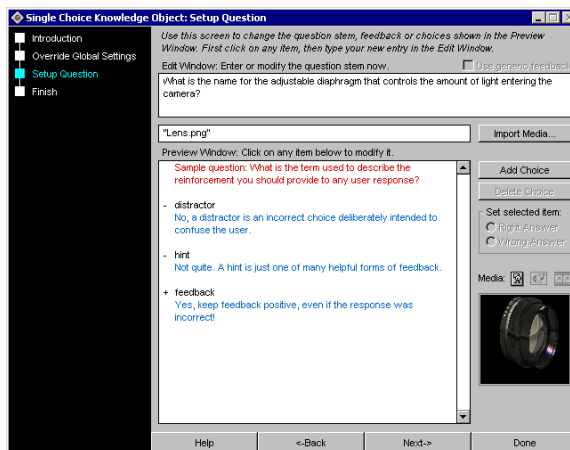 Single Choice Knowledge Object: Setup Question
Introduction
Override Global Settings
Setup Question
Finish
Use this screen to change the question stem, feedback or choices shown in the Preview
Window. First click on any item, then type your new entry in the Edit Window.
Edit Window: Enter or modify the question stem now.
Use generic feedback
What is the name for the adjustable diaphragm that controls the amount of light entering the
camera?
"Lens.png"
Import Media...
Preview Window: Click on any item below to modify it.
Sample question: What is the term used to describe the
reinforcement you should provide to any user response?
- distractor
No, a distractor is an incorrect choice deliberately intended to
confuse the user.
- hint
Not quite. A hint is just one of many helpful forms of feedback.
+ feedback
Yes, keep feedback positive, even if the response was
incorrect!
Add Choice
Delete Choice
Set selected item:
Right Answer
Wrong Answer
Media:
Help
<-Back
Next->
Done